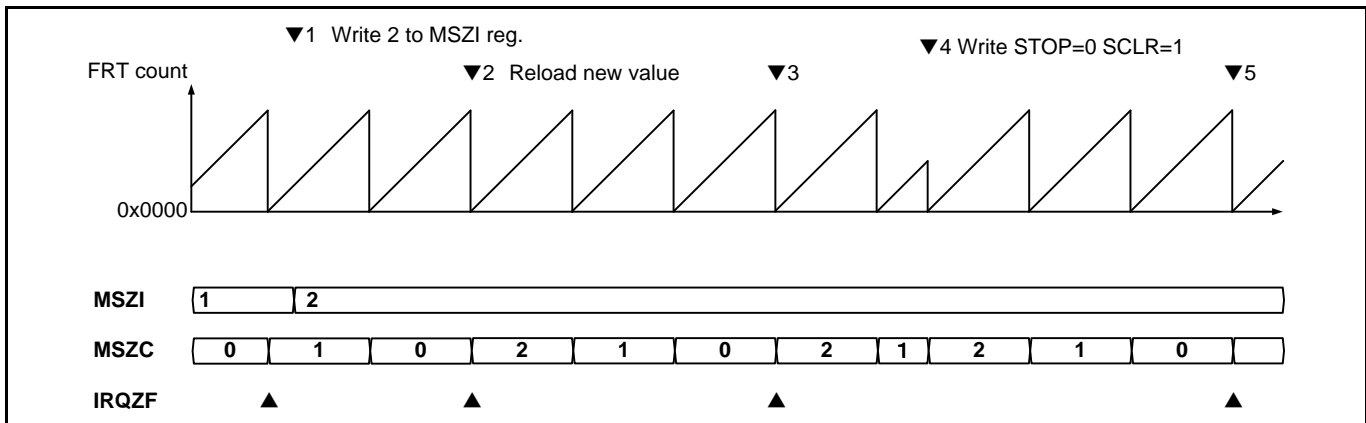 ▼1 Write 2 to MSZI reg.
▼4 Write STOP=0 SCLR=1
FRT count ▼2 Reload new value ▼3 ▼5
0x0000
MSZI 1 2
MSZC 0 1 0 2 1 0 2 1 2 1 0
IRQZF ▲ ▲ ▲ ▲